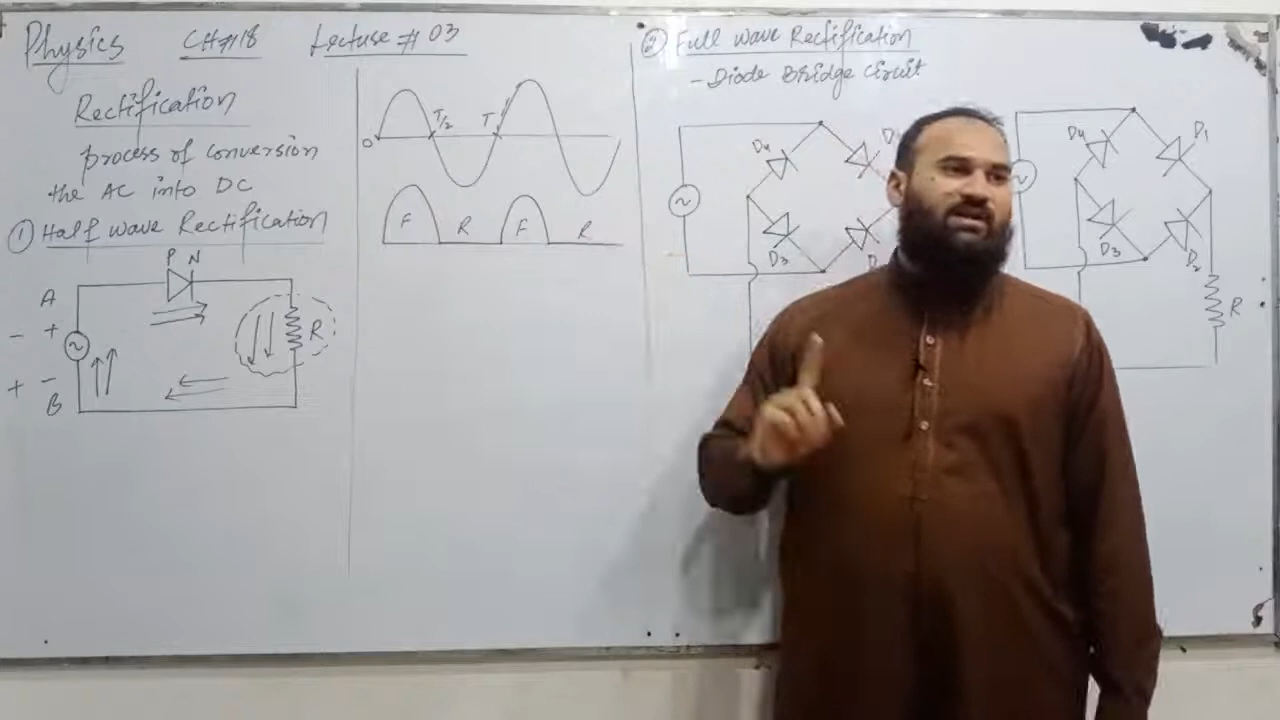 Physics CH#18 Lecture # 03
Rectification
process of conversion
the AC into DC
① Half wave Rectification
P N
A
- +
R
+ -
B
0 T/2 T
F R F R
② Full wave Rectification
- Diode Bridge Circuit
D4
D3
D4 D1
D3 D2
R